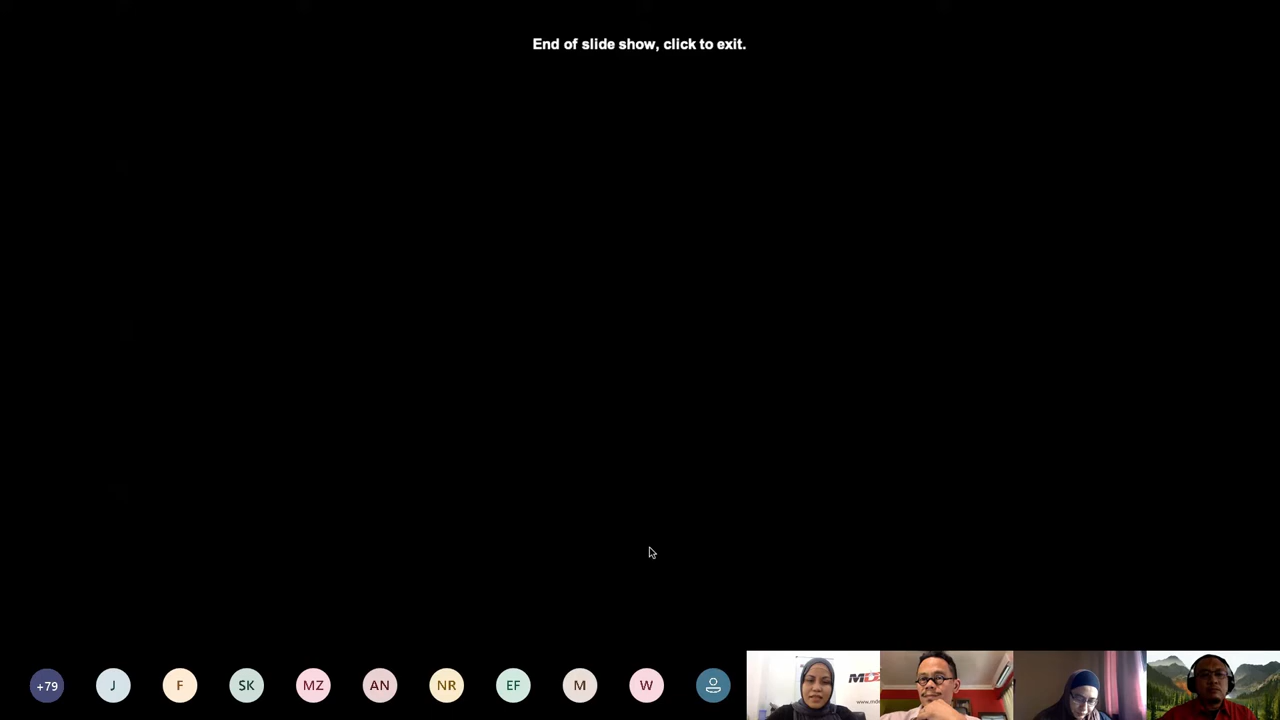 End of slide show, click to exit.
+79
J
F
SK
MZ
AN
NR
EF
M
W